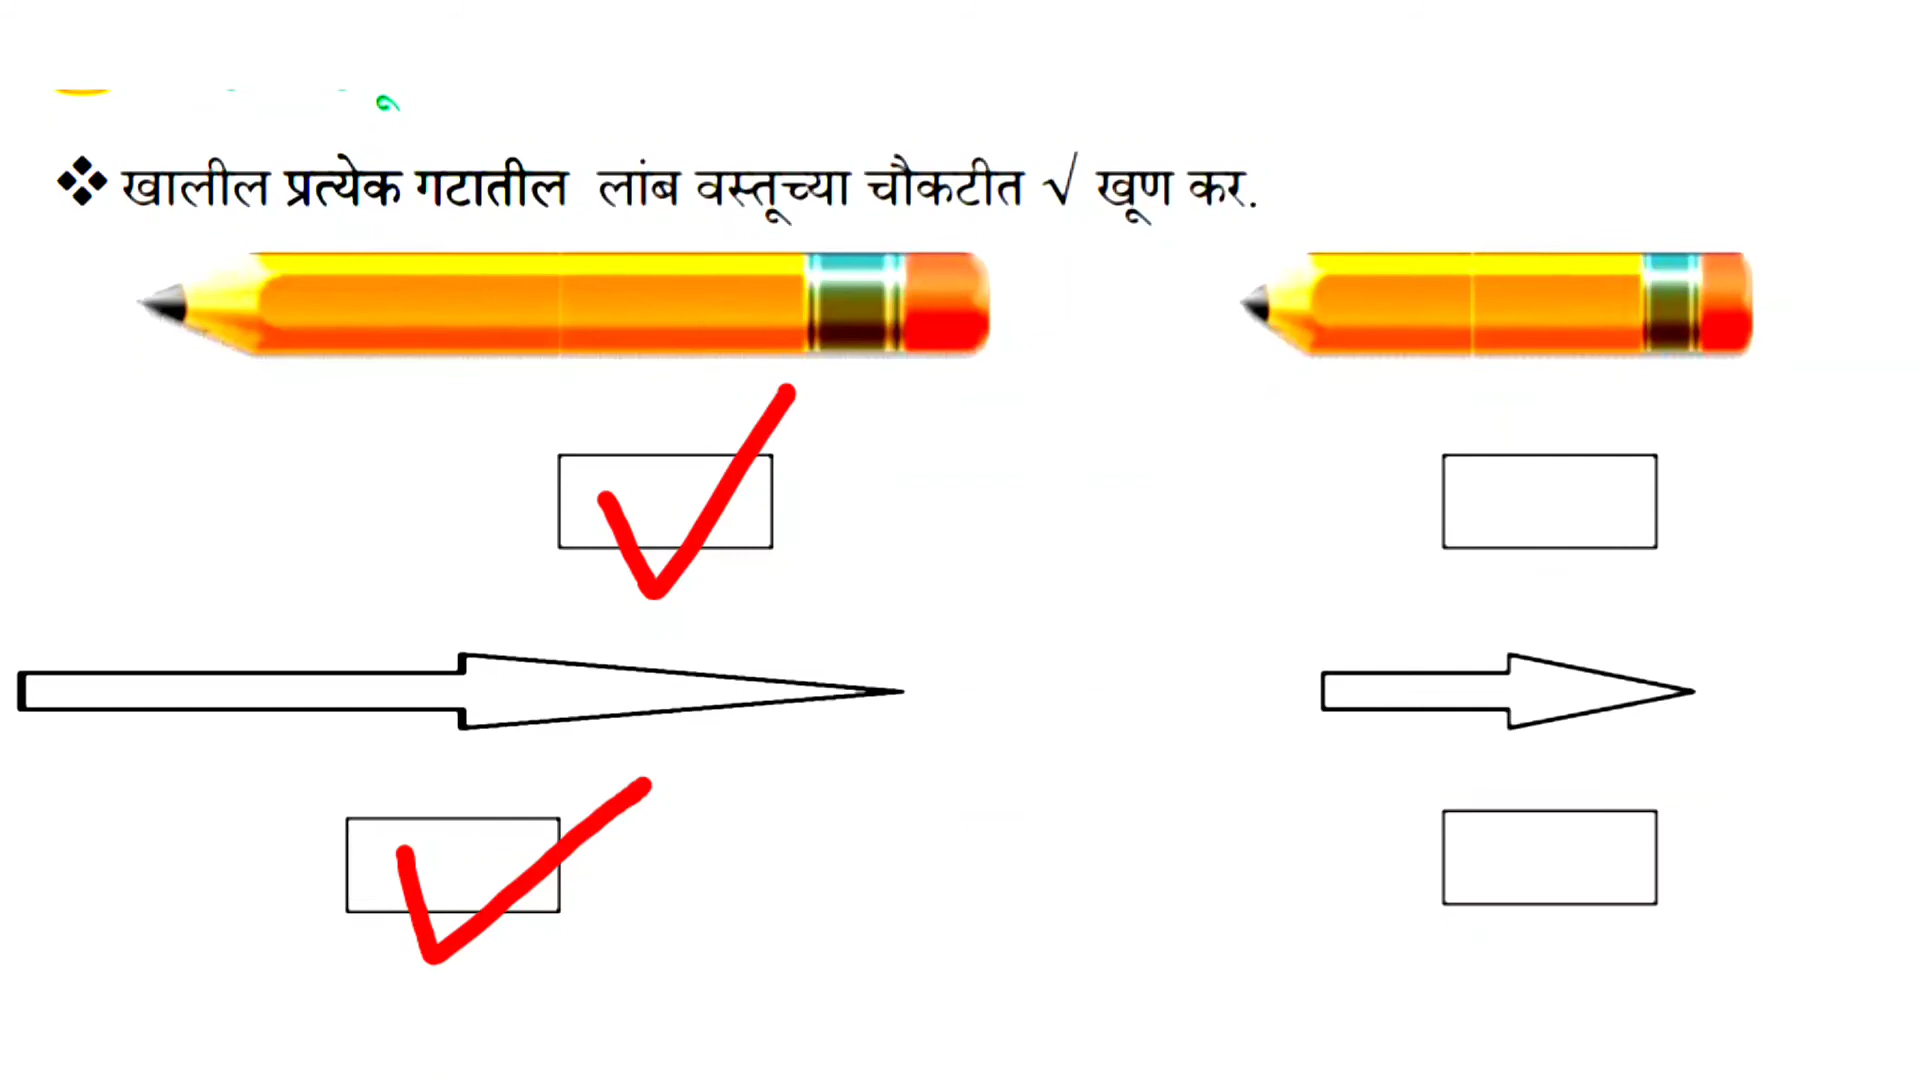 ❖ खालील प्रत्येक गटातील लांब वस्तूच्या चौकटीत √ खूण कर.